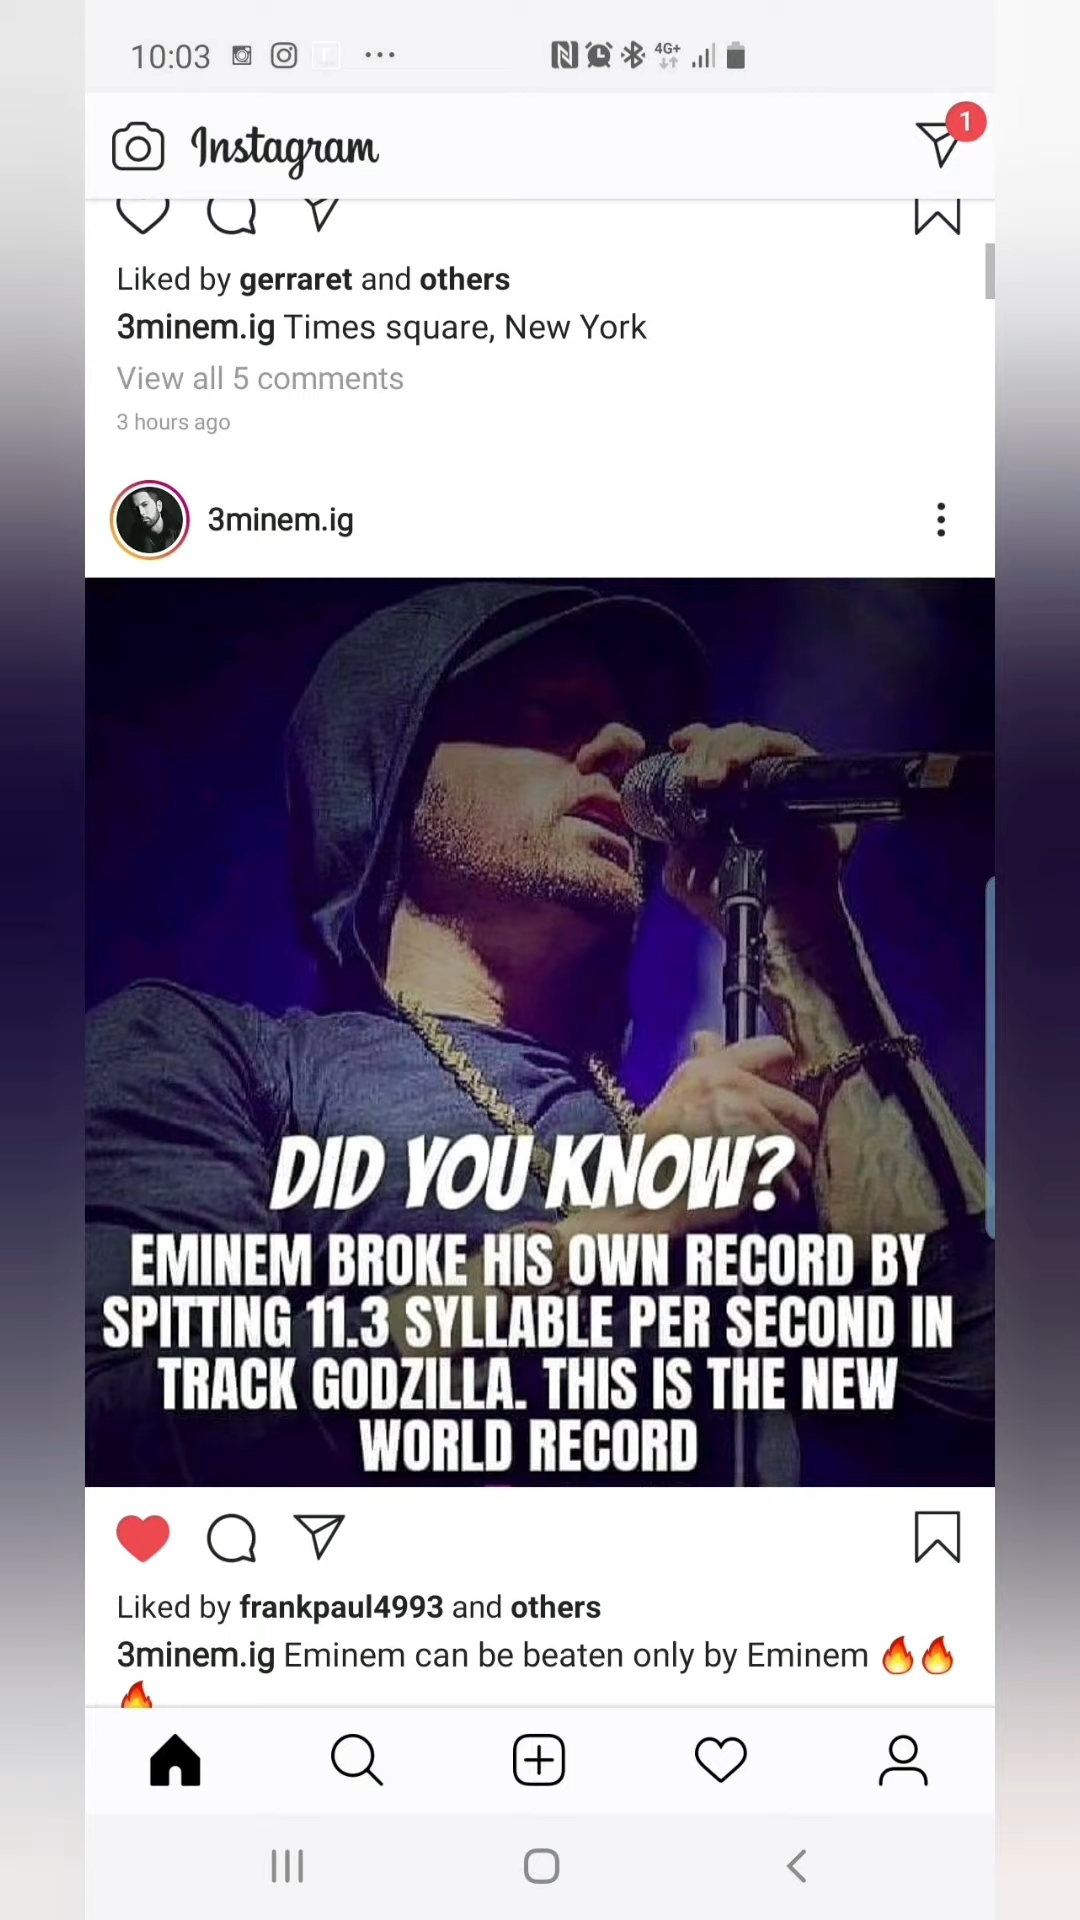 10:03
4G+
Instagram
1
Liked by gerraret and others
3minem.ig Times square, New York
View all 5 comments
3 hours ago
3minem.ig
DID YOU KNOW?
EMINEM BROKE HIS OWN RECORD BY
SPITTING 11.3 SYLLABLE PER SECOND IN
TRACK GODZILLA. THIS IS THE NEW
WORLD RECORD
Liked by frankpaul4993 and others
3minem.ig Eminem can be beaten only by Eminem 🔥🔥
🔥